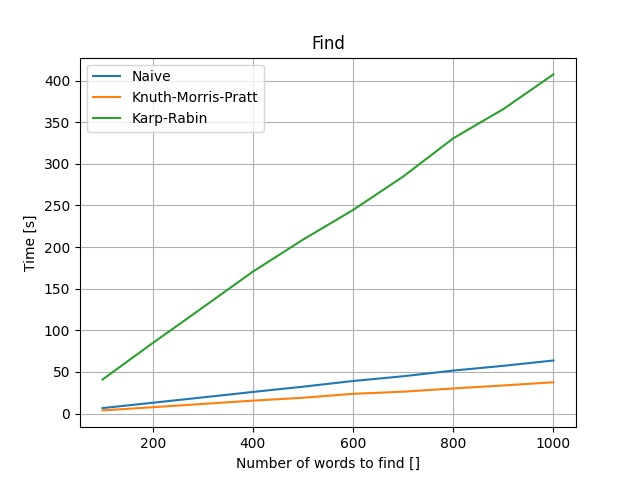 Find
Naive
Knuth-Morris-Pratt
Karp-Rabin
400
350
300
250
200
150
100
50
0
Time [s]
200
400
600
800
1000
Number of words to find []